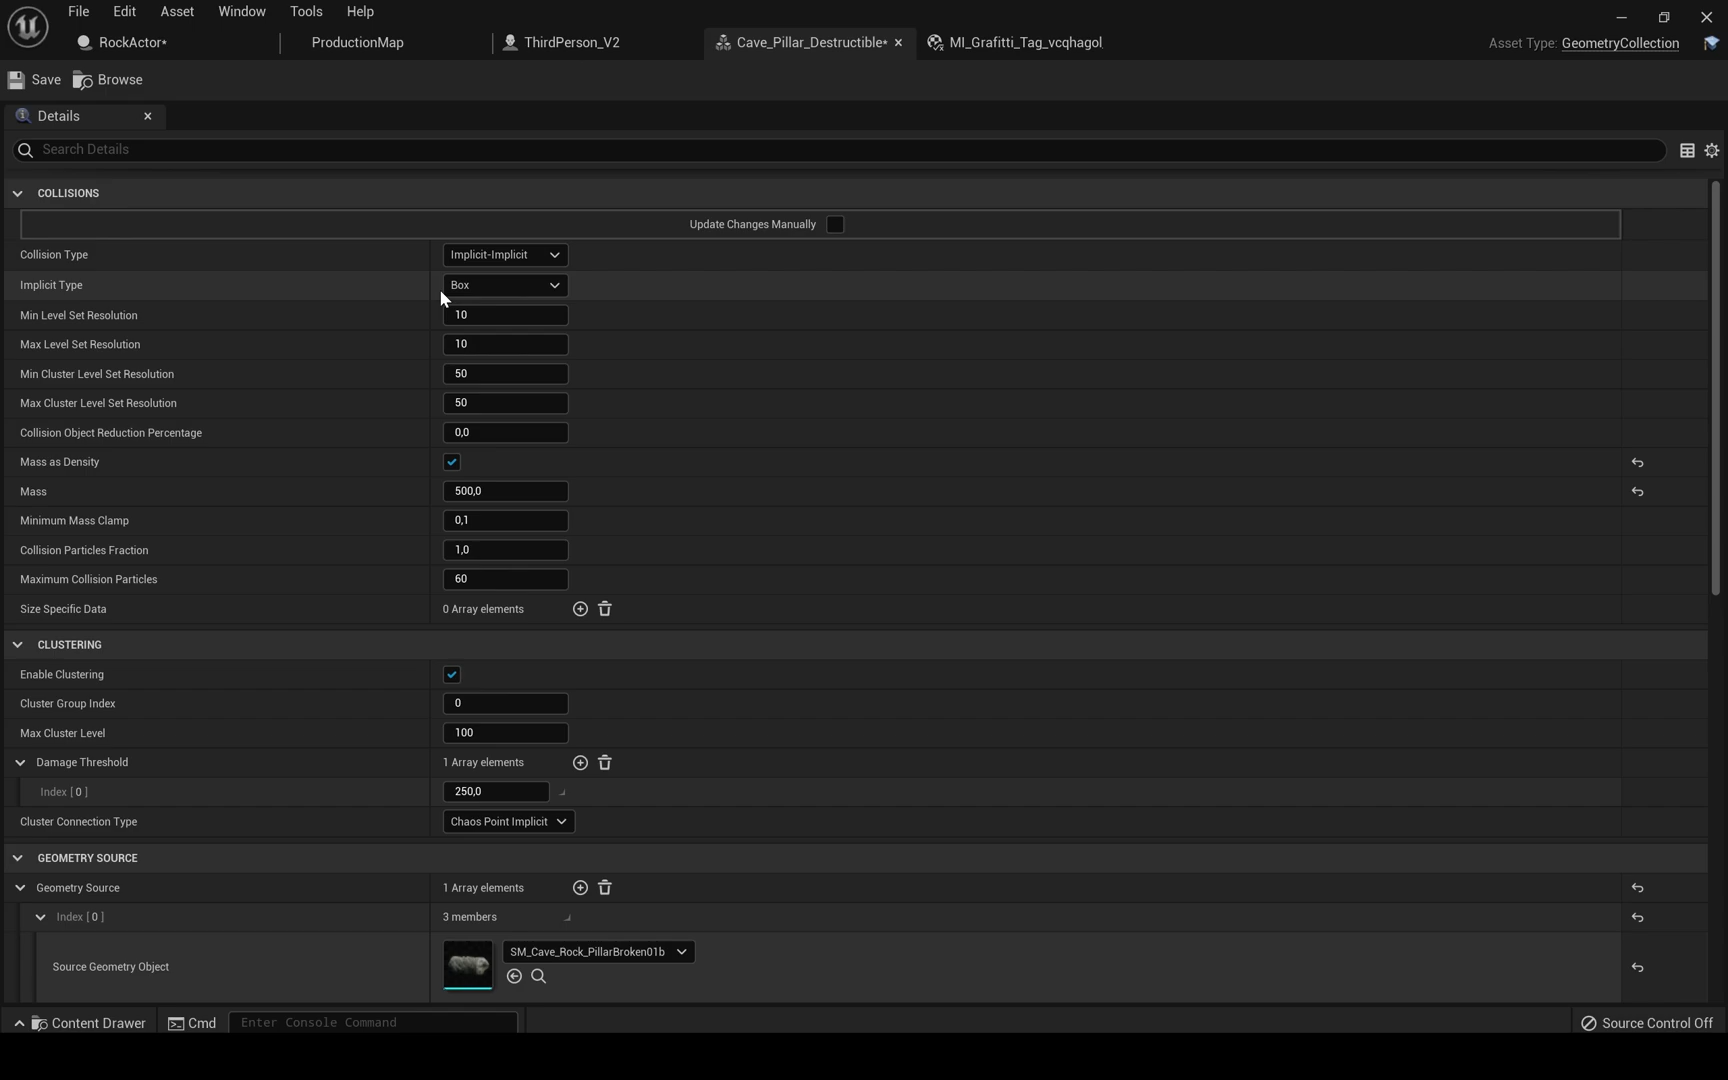 File Edit Asset Window Tools Help
RockActor* ProductionMap ThirdPerson_V2 Cave_Pillar_Destructible* MI_Grafitti_Tag_vcqhagol Asset Type: GeometryCollection
Save Browse
Details
Search Details
COLLISIONS
Update Changes Manually
Collision Type Implicit-Implicit
Implicit Type Box
Min Level Set Resolution 10
Max Level Set Resolution 10
Min Cluster Level Set Resolution 50
Max Cluster Level Set Resolution 50
Collision Object Reduction Percentage 0,0
Mass as Density
Mass 500,0
Minimum Mass Clamp 0,1
Collision Particles Fraction 1,0
Maximum Collision Particles 60
Size Specific Data 0 Array elements
CLUSTERING
Enable Clustering
Cluster Group Index 0
Max Cluster Level 100
Damage Threshold 1 Array elements
Index [ 0 ] 250,0
Cluster Connection Type Chaos Point Implicit
GEOMETRY SOURCE
Geometry Source 1 Array elements
Index [ 0 ] 3 members
SM_Cave_Rock_PillarBroken01b
Source Geometry Object
Content Drawer Cmd Enter Console Command Source Control Off